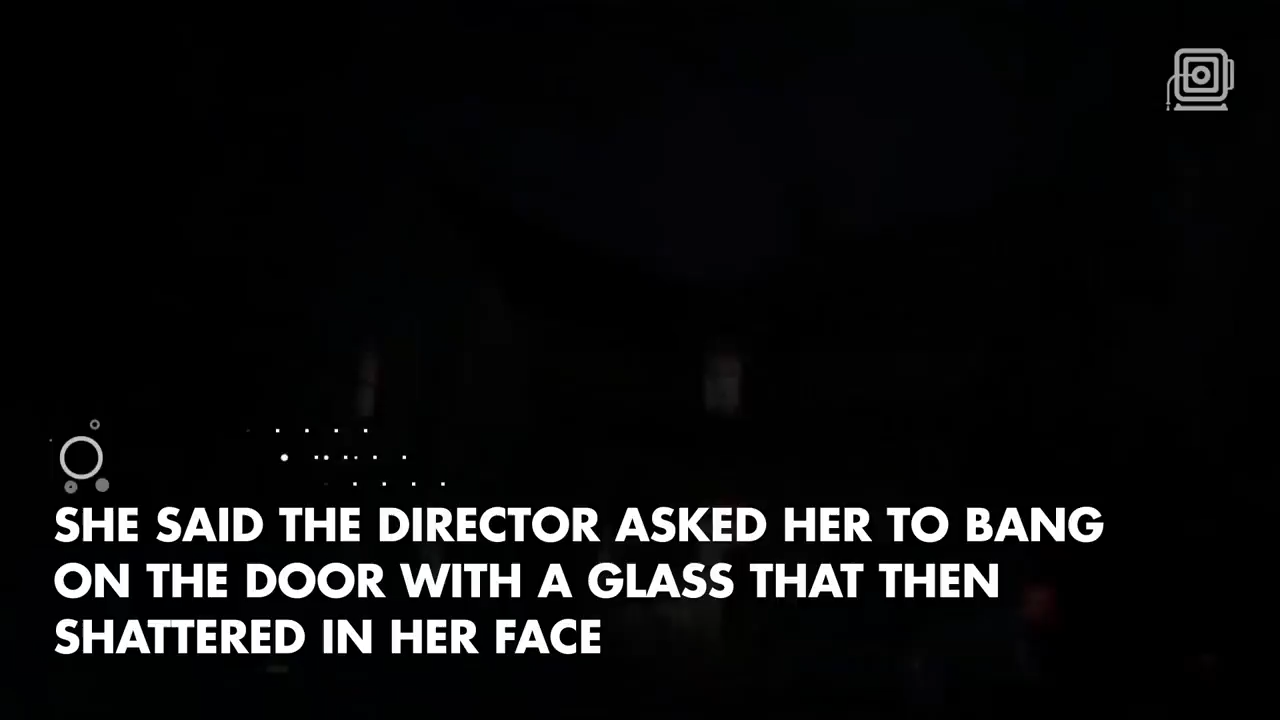 SHE SAID THE DIRECTOR ASKED HER TO BANG
ON THE DOOR WITH A GLASS THAT THEN
SHATTERED IN HER FACE